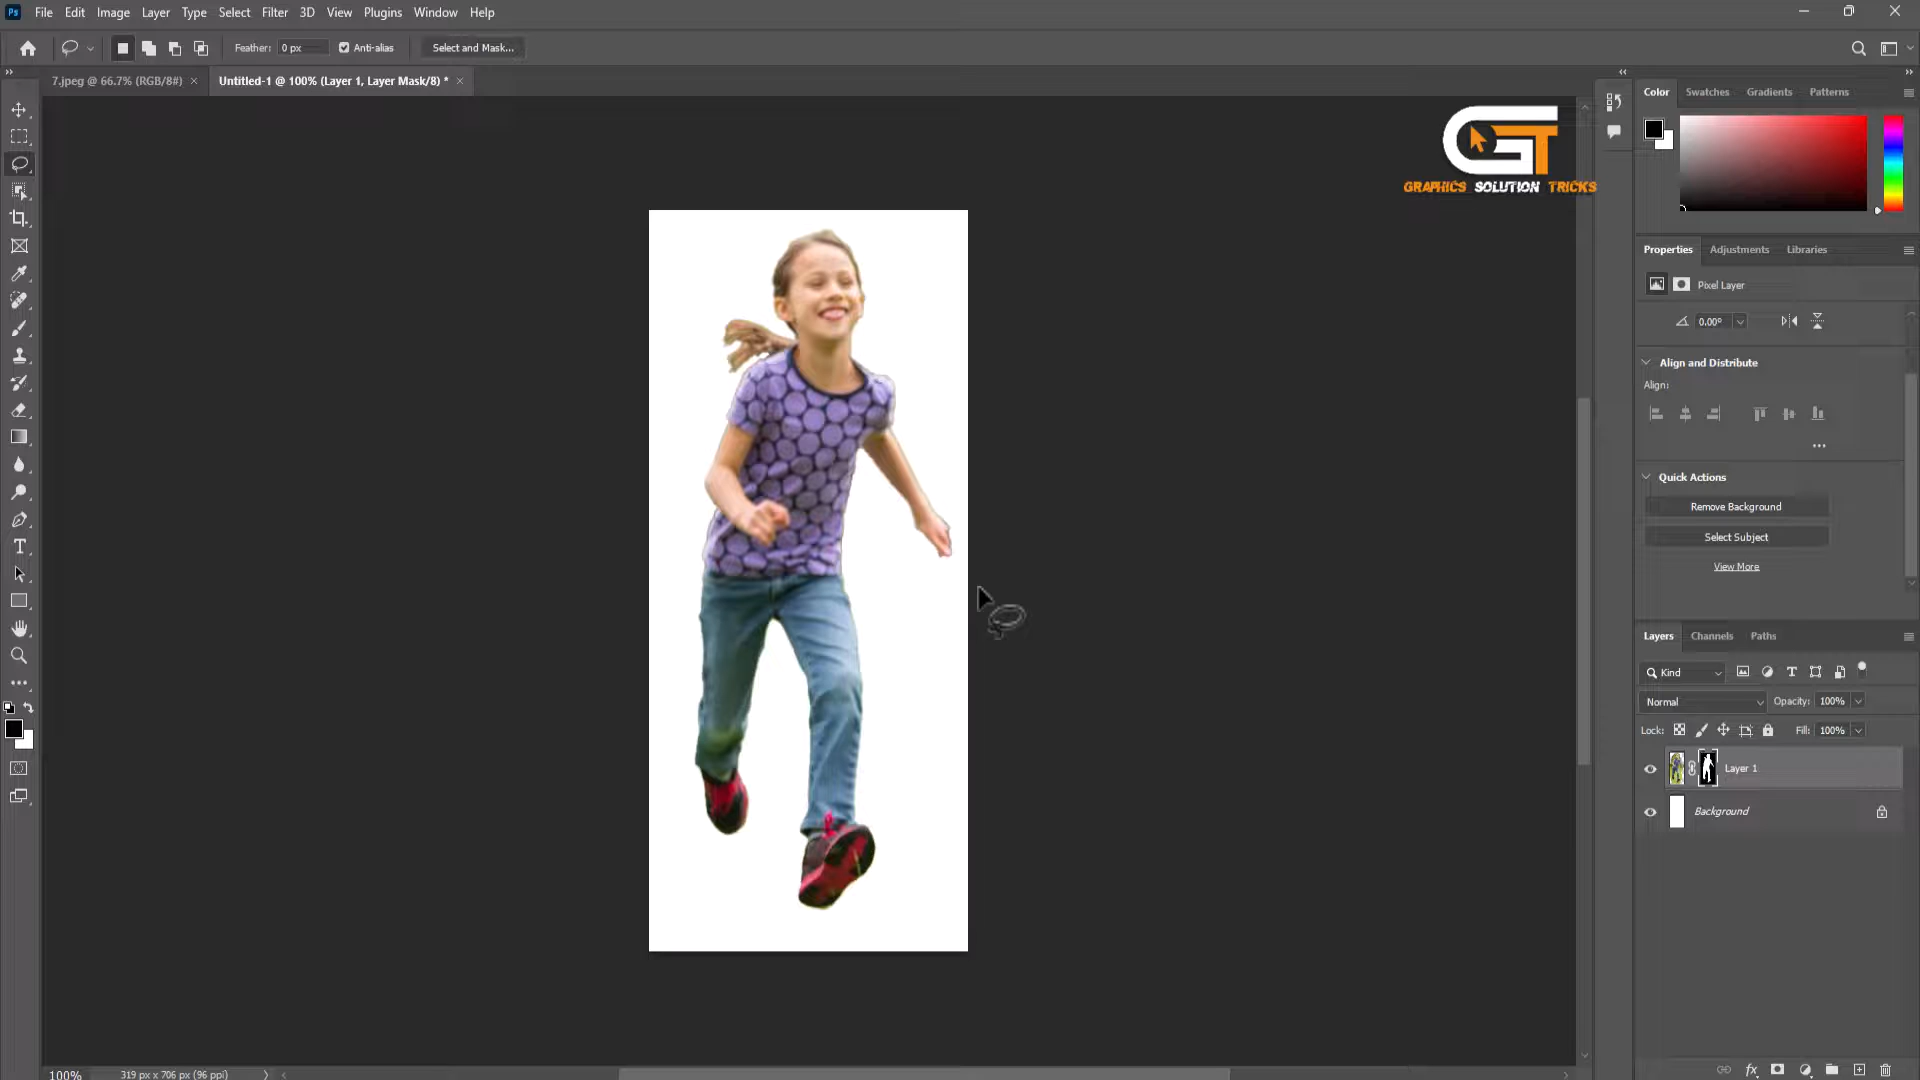 Ps File Edit Image Layer Type Select Filter 3D View Plugins Window Help
Feather: 0 px Anti-alias Select and Mask...
7.jpeg @ 66.7% (RGB/8#) × Untitled-1 @ 100% (Layer 1, Layer Mask/8) * ×
GT
GRAPHICS SOLUTION TRICKS
Color Swatches Gradients Patterns
Properties Adjustments Libraries
Pixel Layer
0.00°
Align and Distribute
Align:
Quick Actions
Remove Background
Select Subject
View More
Layers Channels Paths
Kind
Normal Opacity: 100%
Lock: Fill: 100%
Layer 1
Background
100% 319 px x 706 px (96 ppi)